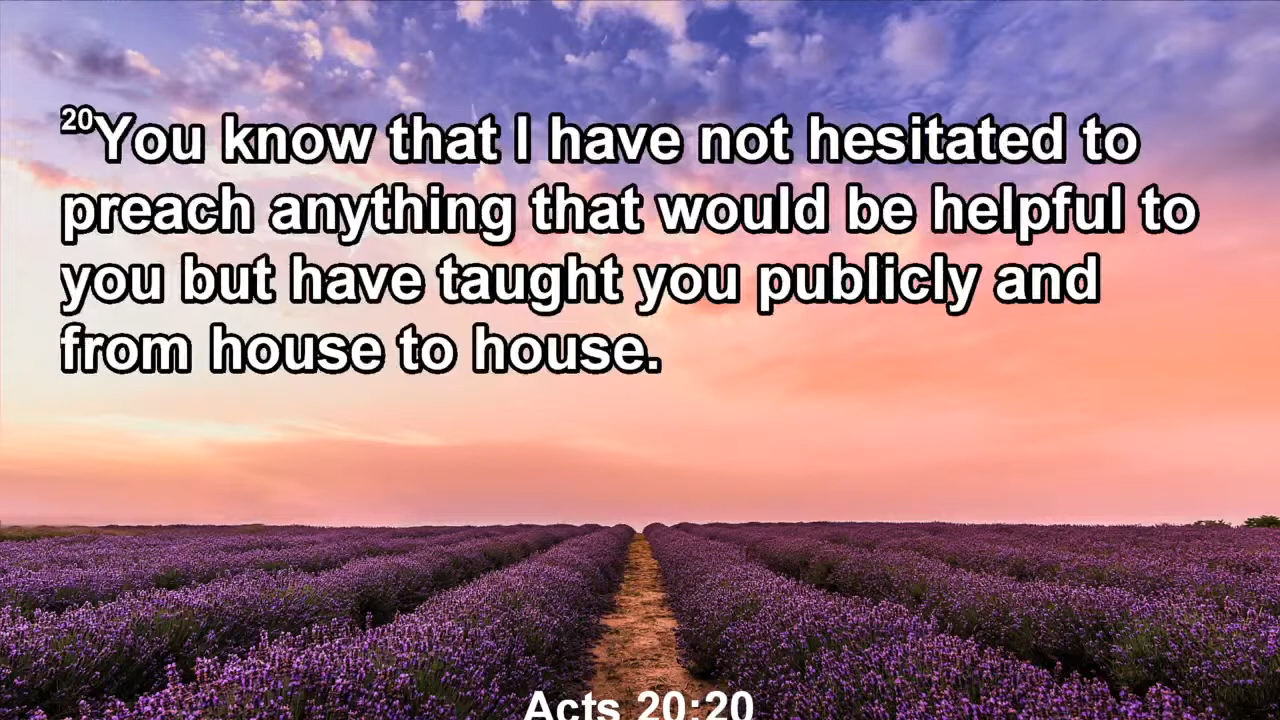 20You know that I have not hesitated to
preach anything that would be helpful to
you but have taught you publicly and
from house to house.
Acts 20:20